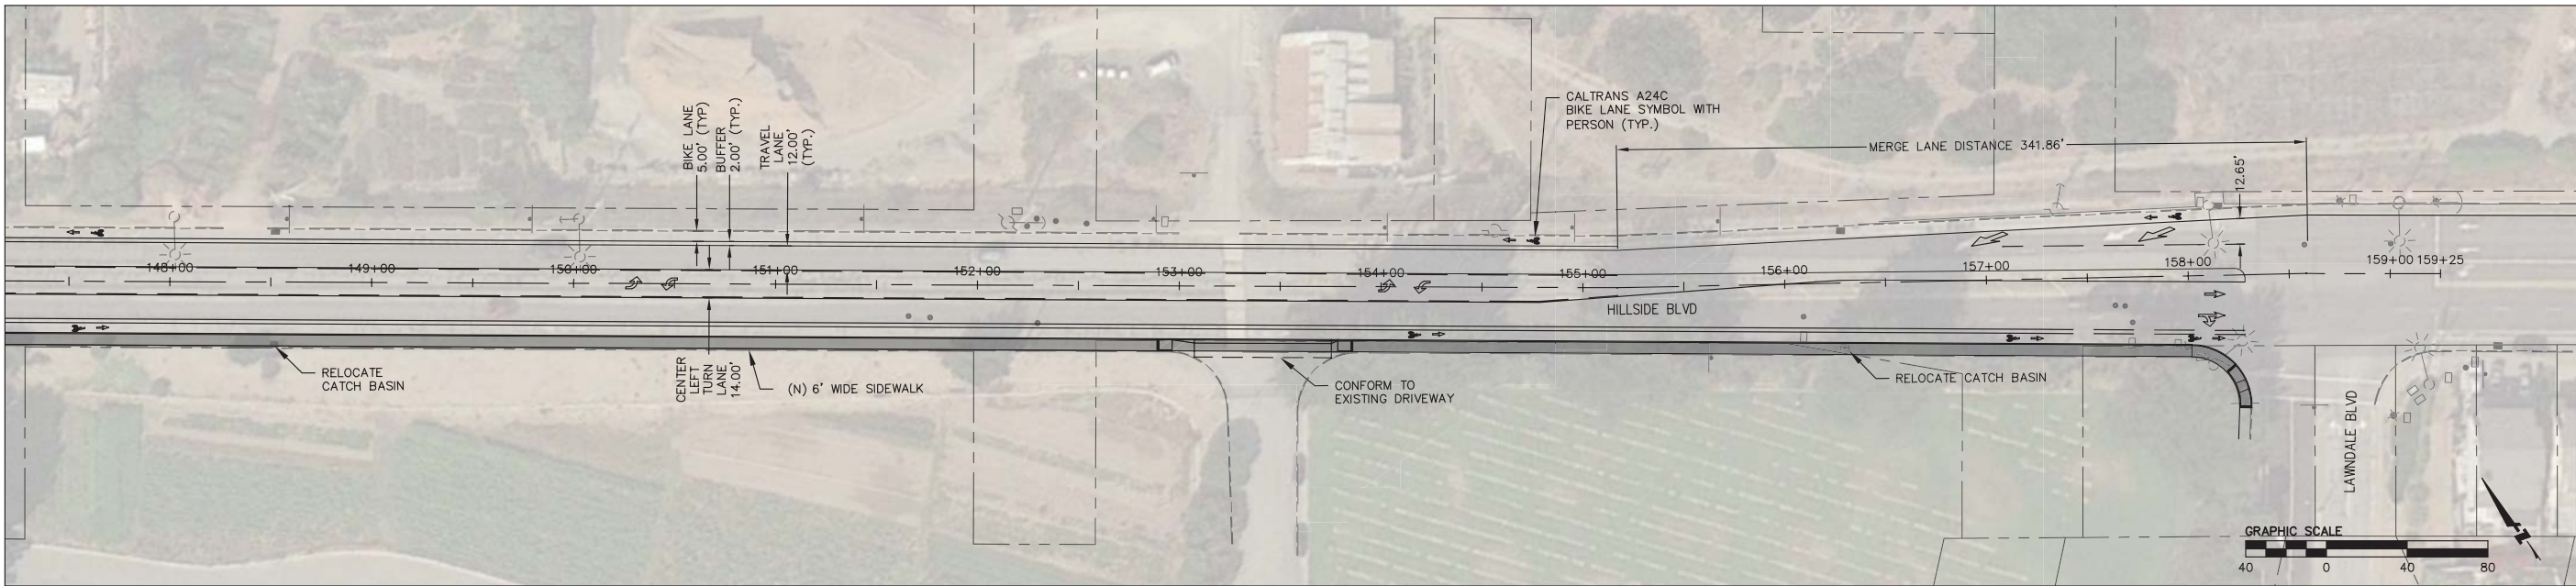 BIKE LANE
5.00' (TYP)
BUFFER
2.00' (TYP.)
TRAVEL
LANE
12.00'
(TYP.)
CALTRANS A24C
BIKE LANE SYMBOL WITH
PERSON (TYP.)
MERGE LANE DISTANCE 341.86'
12.65'
148+00
149+00
150+00
151+00
152+00
153+00
154+00
155+00
156+00
157+00
158+00
159+00
159+25
HILLSIDE BLVD
RELOCATE
CATCH BASIN
CENTER
LEFT
TURN
LANE
14.00'
(N) 6' WIDE SIDEWALK
CONFORM TO
EXISTING DRIVEWAY
RELOCATE CATCH BASIN
LAWNDALE BLVD
GRAPHIC SCALE
40 0 40 80
Z